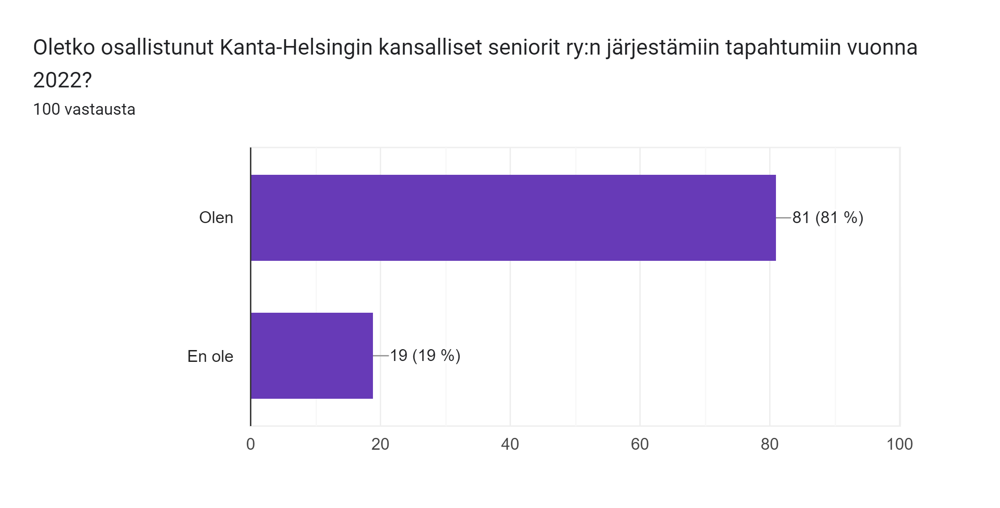 Oletko osallistunut Kanta-Helsingin kansalliset seniorit ry:n järjestämiin tapahtumiin vuonna
2022?
100 vastausta
Olen
81 (81 %)
En ole
19 (19 %)
0
20
40
60
80
100